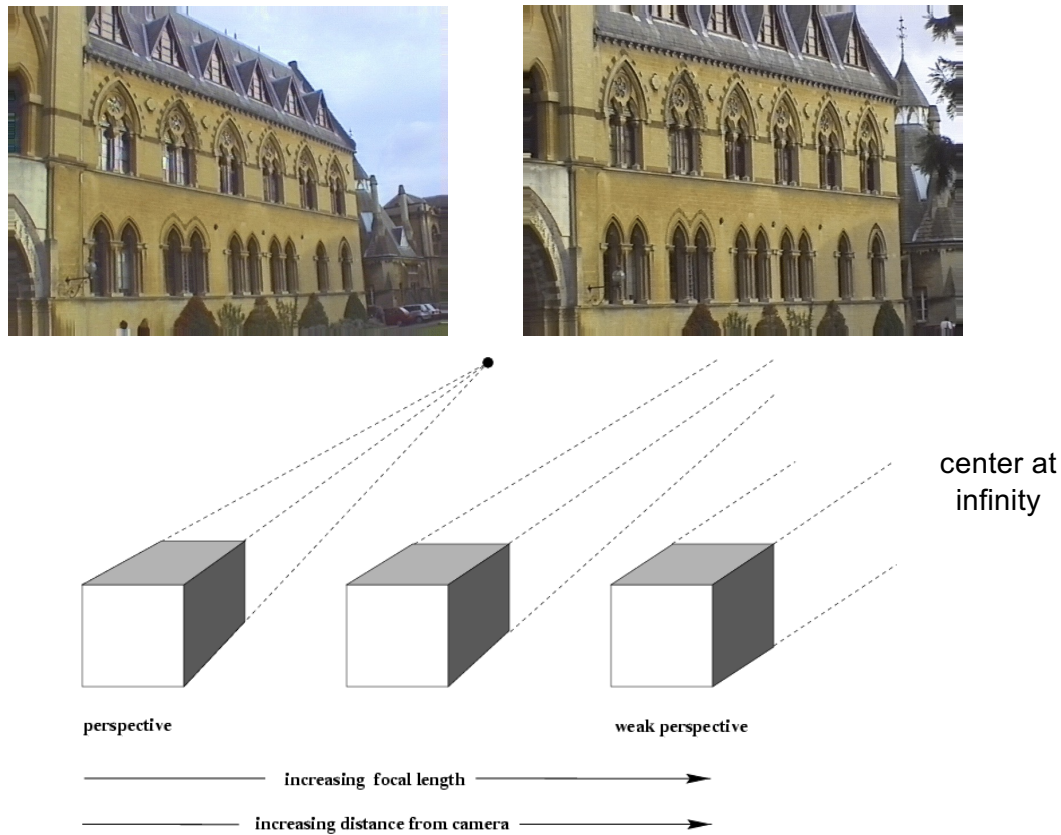 center at
infinity
perspective
weak perspective
increasing focal length
increasing distance from camera